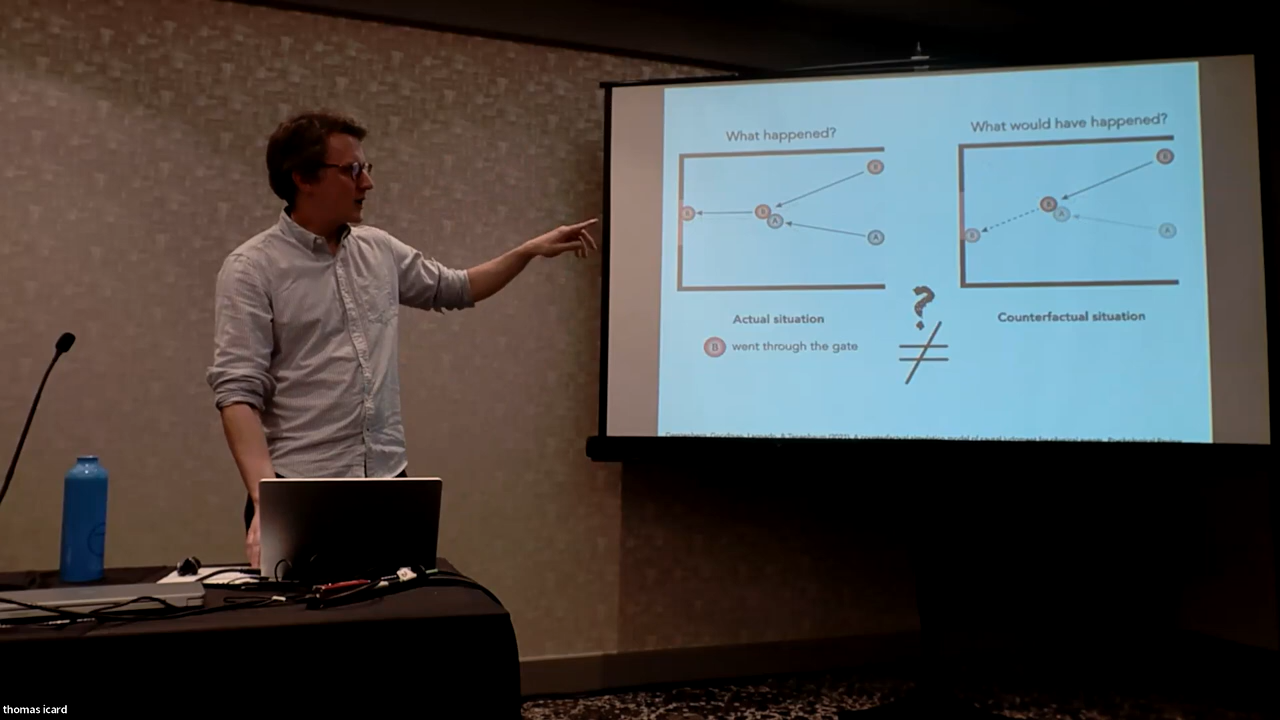 What happened?
What would have happened?
B
B
B
B
A
A
B
A
A
B
Actual situation
?
Counterfactual situation
≠
B went through the gate
thomas icard